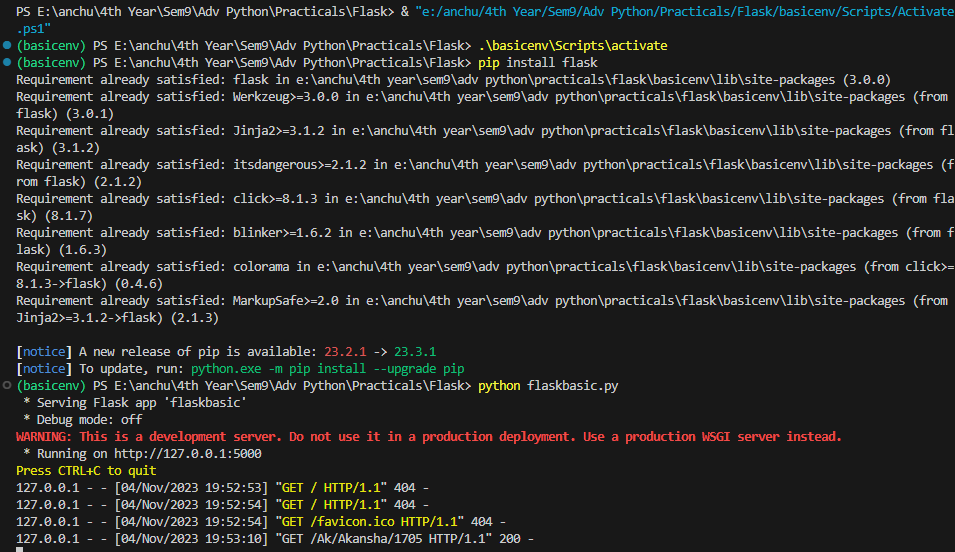 PS E:\anchu\4th Year\Sem9\Adv Python\Practicals\Flask> & "e:/anchu/4th Year/Sem9/Adv Python/Practicals/Flask/basicenv/Scripts/Activate
.ps1"
(basicenv) PS E:\anchu\4th Year\Sem9\Adv Python\Practicals\Flask> .\basicenv\Scripts\activate
(basicenv) PS E:\anchu\4th Year\Sem9\Adv Python\Practicals\Flask> pip install flask
Requirement already satisfied: flask in e:\anchu\4th year\sem9\adv python\practicals\flask\basicenv\lib\site-packages (3.0.0)
Requirement already satisfied: Werkzeug>=3.0.0 in e:\anchu\4th year\sem9\adv python\practicals\flask\basicenv\lib\site-packages (from
flask) (3.0.1)
Requirement already satisfied: Jinja2>=3.1.2 in e:\anchu\4th year\sem9\adv python\practicals\flask\basicenv\lib\site-packages (from fl
ask) (3.1.2)
Requirement already satisfied: itsdangerous>=2.1.2 in e:\anchu\4th year\sem9\adv python\practicals\flask\basicenv\lib\site-packages (f
rom flask) (2.1.2)
Requirement already satisfied: click>=8.1.3 in e:\anchu\4th year\sem9\adv python\practicals\flask\basicenv\lib\site-packages (from fla
sk) (8.1.7)
Requirement already satisfied: blinker>=1.6.2 in e:\anchu\4th year\sem9\adv python\practicals\flask\basicenv\lib\site-packages (from f
lask) (1.6.3)
Requirement already satisfied: colorama in e:\anchu\4th year\sem9\adv python\practicals\flask\basicenv\lib\site-packages (from click>=
8.1.3->flask) (0.4.6)
Requirement already satisfied: MarkupSafe>=2.0 in e:\anchu\4th year\sem9\adv python\practicals\flask\basicenv\lib\site-packages (from
Jinja2>=3.1.2->flask) (2.1.3)
[notice] A new release of pip is available: 23.2.1 -> 23.3.1
[notice] To update, run: python.exe -m pip install --upgrade pip
(basicenv) PS E:\anchu\4th Year\Sem9\Adv Python\Practicals\Flask> python flaskbasic.py
* Serving Flask app 'flaskbasic'
* Debug mode: off
WARNING: This is a development server. Do not use it in a production deployment. Use a production WSGI server instead.
* Running on http://127.0.0.1:5000
Press CTRL+C to quit
127.0.0.1 - - [04/Nov/2023 19:52:53] "GET / HTTP/1.1" 404 -
127.0.0.1 - - [04/Nov/2023 19:52:54] "GET / HTTP/1.1" 404 -
127.0.0.1 - - [04/Nov/2023 19:52:54] "GET /favicon.ico HTTP/1.1" 404 -
127.0.0.1 - - [04/Nov/2023 19:53:10] "GET /Ak/Akansha/1705 HTTP/1.1" 200 -